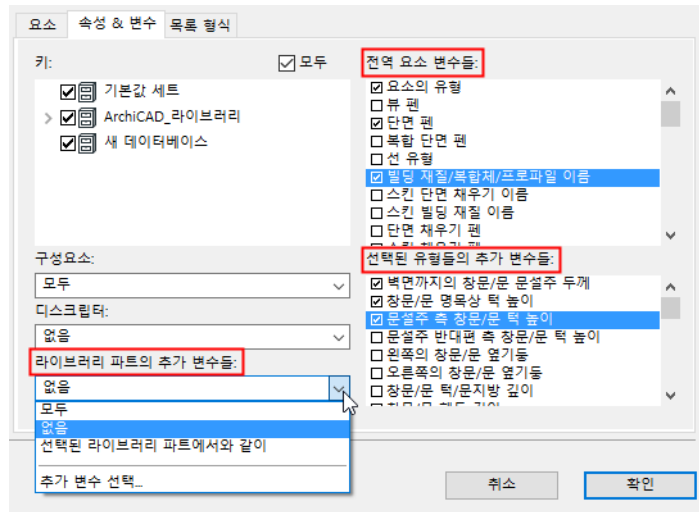 요소
속성 & 변수
목록 형식
키:
모두
기본값 세트
ArchiCAD_라이브러리
새 데이터베이스
전역 요소 변수들:
요소의 유형
뷰 펜
단면 펜
복합 단면 펜
선 유형
빌딩 재질/복합체/프로파일 이름
스킨 단면 채우기 이름
스킨 빌딩 재질 이름
단면 채우기 펜
구성요소:
모두
디스크립터:
없음
라이브러리 파트의 추가 변수들:
없음
모두
없음
선택된 라이브러리 파트에서와 같이
추가 변수 선택...
선택된 유형들의 추가 변수들:
벽면까지의 창문/문 문설주 두께
창문/문 명목상 턱 높이
문설주 측 창문/문 턱 높이
문설주 반대편 측 창문/문 턱 높이
왼쪽의 창문/문 옆기둥
오른쪽의 창문/문 옆기둥
창문/문 턱/문지방 깊이
취소
확인